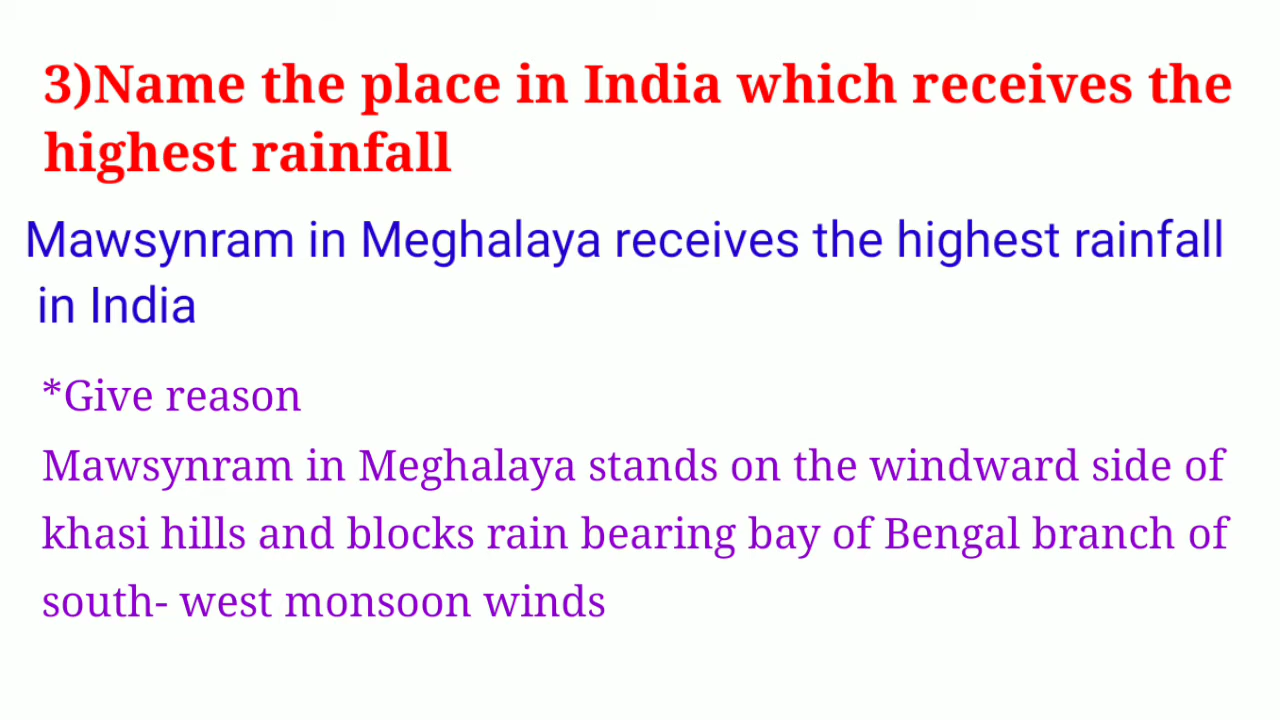 3)Name the place in India which receives the
highest rainfall
Mawsynram in Meghalaya receives the highest rainfall
in India
*Give reason
Mawsynram in Meghalaya stands on the windward side of
khasi hills and blocks rain bearing bay of Bengal branch of
south- west monsoon winds